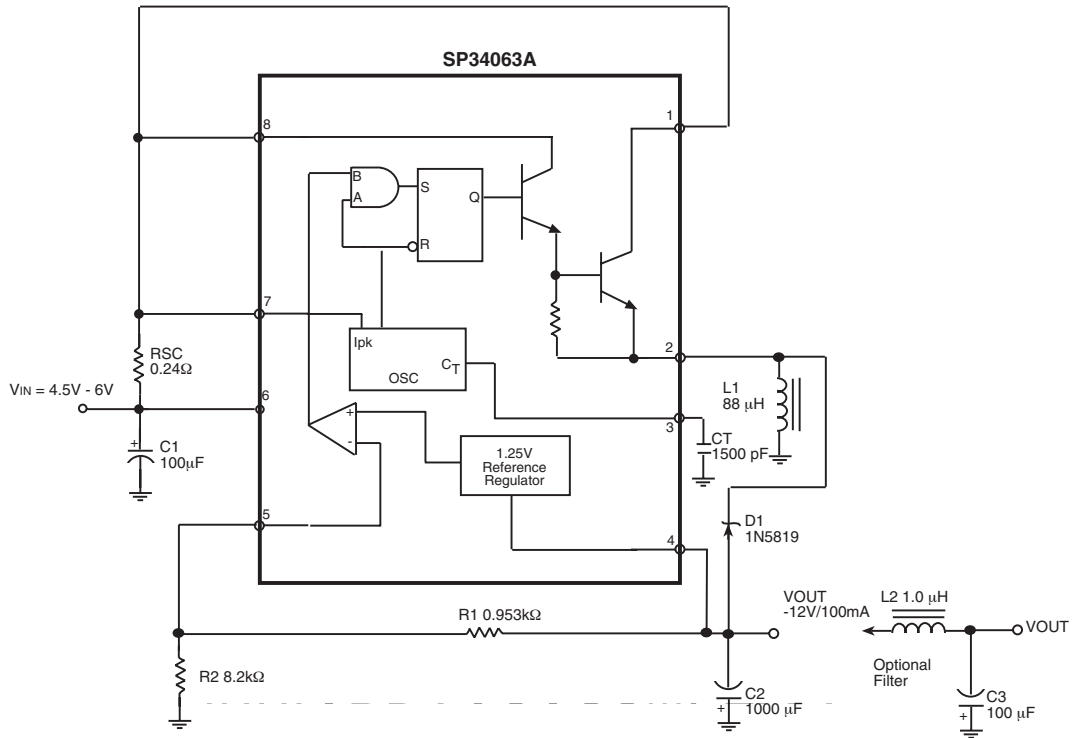 SP34063A
8
1
B
A
S
Q
R
7
Ipk
OSC
CT
2
RSC
0.24Ω
VIN = 4.5V - 6V
6
L1
88 µH
3
CT
1500 pF
+
C1
100µF
+
-
1.25V
Reference
Regulator
5
4
D1
1N5819
VOUT
-12V/100mA
L2 1.0 µH
R1 0.953kΩ
VOUT
R2 8.2kΩ
Optional
Filter
C2
+ 1000 µF
C3
+ 100 µF